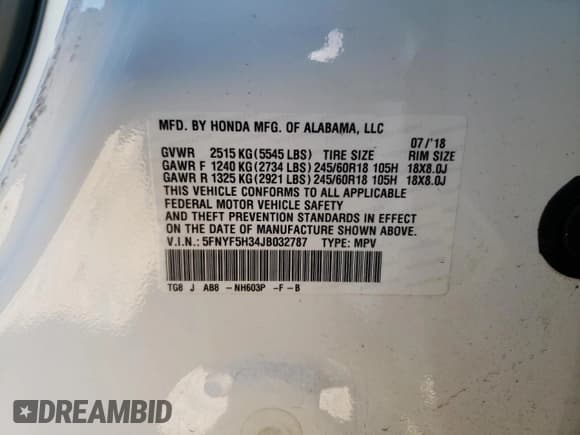 MFD. BY HONDA MFG. OF ALABAMA, LLC
07/'18
GVWR 2515 KG(5545 LBS) TIRE SIZE RIM SIZE
GAWR F 1240 KG(2734 LBS) 245/60R18 105H 18X8.0J
GAWR R 1325 KG(2921 LBS) 245/60R18 105H 18X8.0J
THIS VEHICLE CONFORMS TO ALL APPLICABLE
FEDERAL MOTOR VEHICLE SAFETY
AND THEFT PREVENTION STANDARDS IN EFFECT
ON THE DATE OF MANUFACTURE SHOWN ABOVE.
V.I.N.: 5FNYF5H34JB032787 TYPE: MPV
TG8 J AB8 -NH603P -F -B
DREAMBID